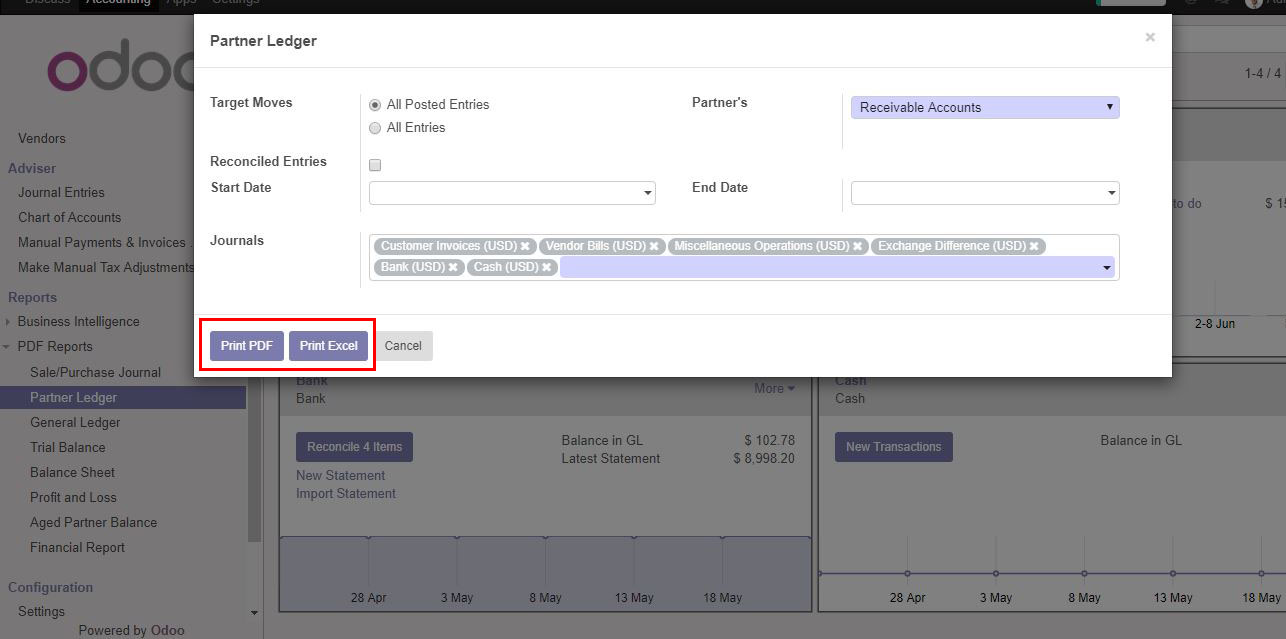 Discuss Accounting Apps Settings
odoo
1-4 / 4
Vendors
Adviser
Journal Entries
Chart of Accounts
Manual Payments & Invoices
Make Manual Tax Adjustments
Reports
Business Intelligence
PDF Reports
Sale/Purchase Journal
Partner Ledger
General Ledger
Trial Balance
Balance Sheet
Profit and Loss
Aged Partner Balance
Financial Report
Configuration
Settings
Powered by Odoo
Partner Ledger ×
Target Moves All Posted Entries Partner's Receivable Accounts
All Entries
Reconciled Entries
Start Date End Date
Journals Customer Invoices (USD) Vendor Bills (USD) Miscellaneous Operations (USD) Exchange Difference (USD)
Bank (USD) Cash (USD)
Print PDF Print Excel Cancel
to do $ 15
2-8 Jun
Bank More
Bank
Reconcile 4 Items Balance in GL $ 102.78
Latest Statement $ 8,998.20
New Statement
Import Statement
28 Apr 3 May 8 May 13 May 18 May
Cash
Cash
New Transactions Balance in GL
28 Apr 3 May 8 May 13 May 18 May